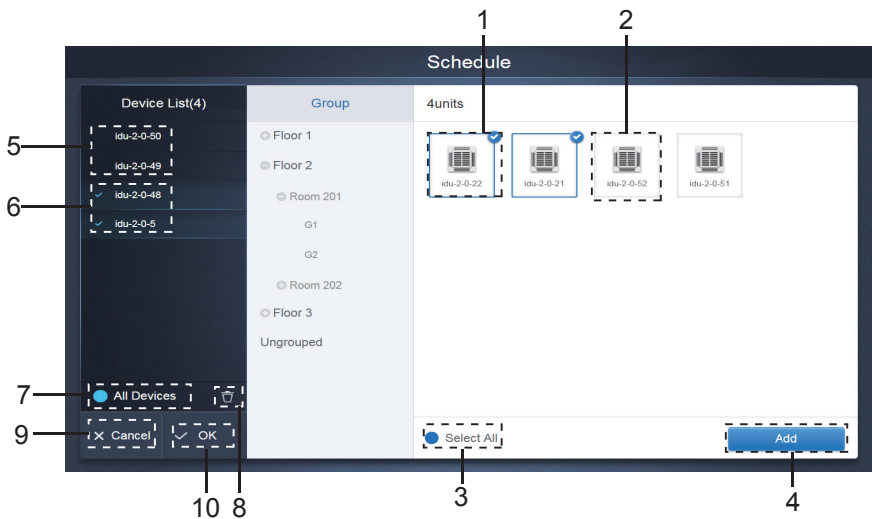 1
2
Schedule
Device List(4)
Group
4units
5
idu-2-0-50
idu-2-0-49
6
idu-2-0-48
idu-2-0-5
Floor 1
Floor 2
Room 201
G1
G2
Room 202
Floor 3
Ungrouped
idu-2-0-22
idu-2-0-21
idu-2-0-52
idu-2-0-51
7
All Devices
9
Cancel
OK
Select All
Add
10
8
3
4